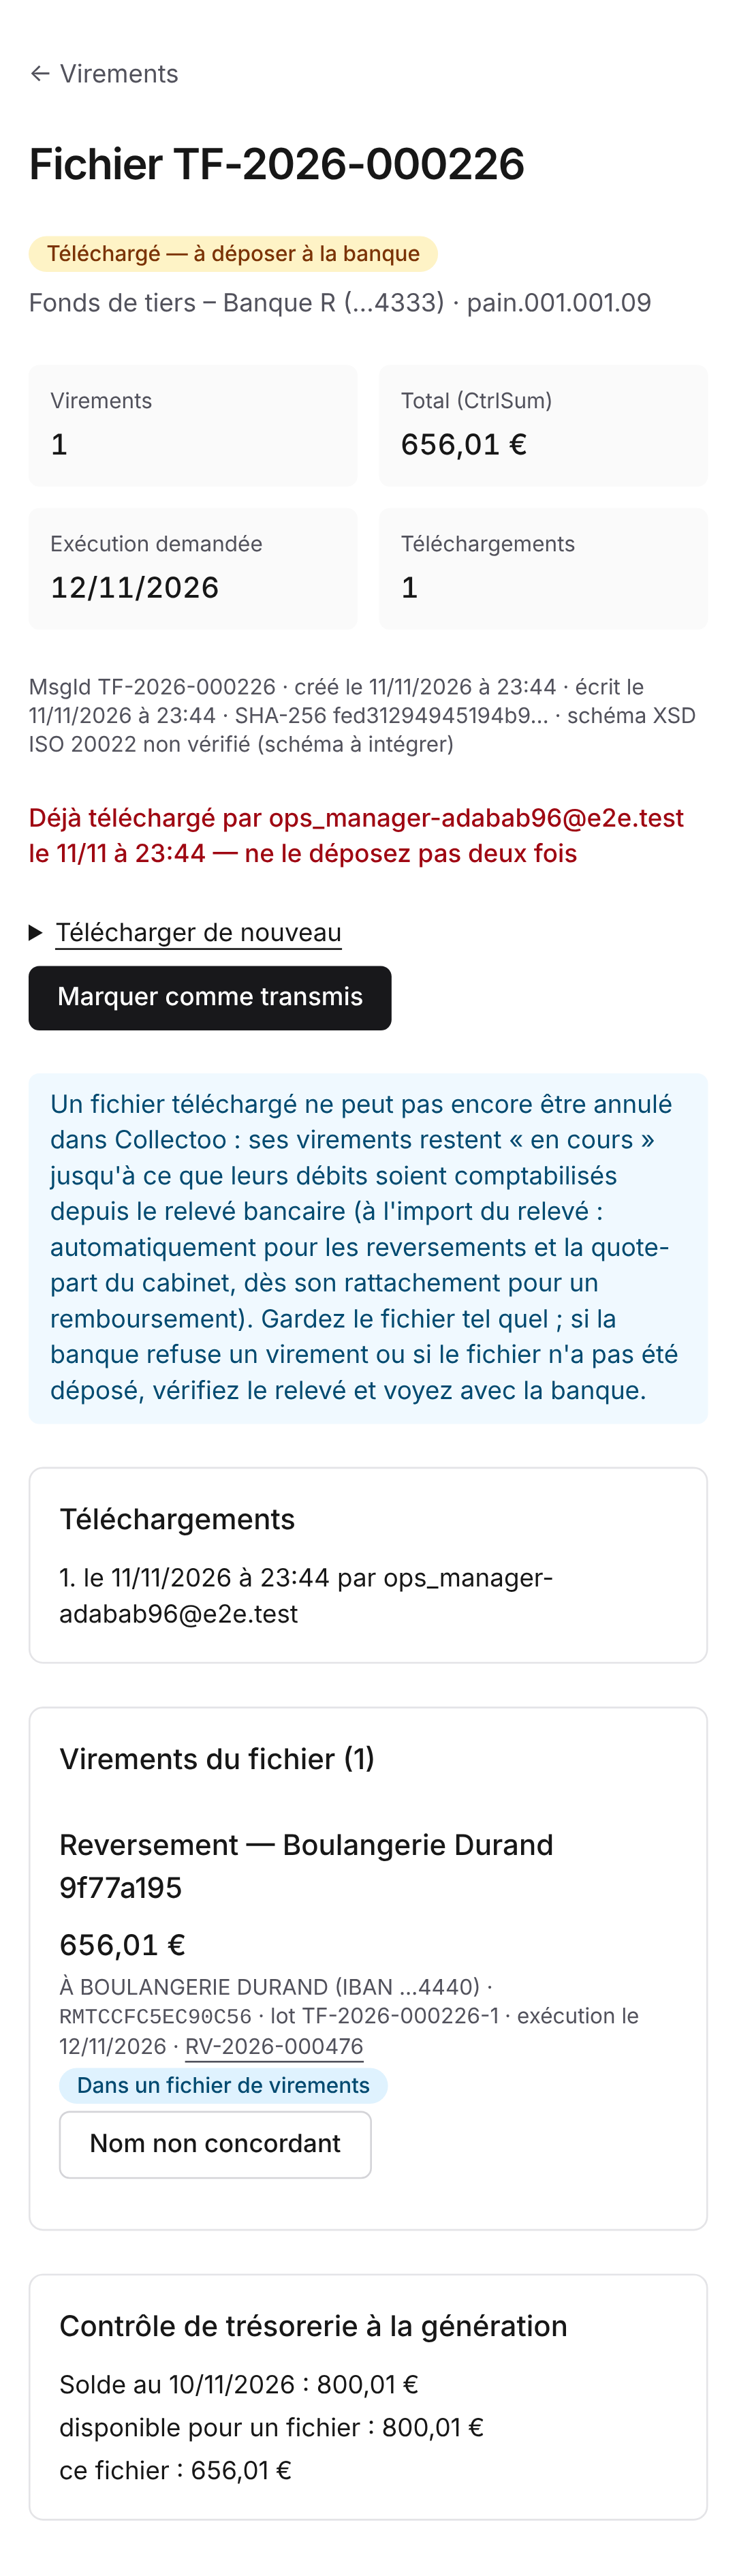 ← Virements
Fichier TF-2026-000226
Téléchargé — à déposer à la banque
Fonds de tiers – Banque R (…4333) · pain.001.001.09
Virements
1
Total (CtrlSum)
656,01 €
Exécution demandée
12/11/2026
Téléchargements
1
MsgId TF-2026-000226 · créé le 11/11/2026 à 23:44 · écrit le
11/11/2026 à 23:44 · SHA-256 fed31294945194b9… · schéma XSD
ISO 20022 non vérifié (schéma à intégrer)
Déjà téléchargé par ops_manager-adabab96@e2e.test
le 11/11 à 23:44 — ne le déposez pas deux fois
▶ Télécharger de nouveau
Marquer comme transmis
Un fichier téléchargé ne peut pas encore être annulé
dans Collectoo : ses virements restent « en cours »
jusqu'à ce que leurs débits soient comptabilisés
depuis le relevé bancaire (à l'import du relevé :
automatiquement pour les reversements et la quote-
part du cabinet, dès son rattachement pour un
remboursement). Gardez le fichier tel quel ; si la
banque refuse un virement ou si le fichier n'a pas été
déposé, vérifiez le relevé et voyez avec la banque.
Téléchargements
1. le 11/11/2026 à 23:44 par ops_manager-
adabab96@e2e.test
Virements du fichier (1)
Reversement — Boulangerie Durand
9f77a195
656,01 €
À BOULANGERIE DURAND (IBAN …4440) ·
RMTCCFC5EC90C56 · lot TF-2026-000226-1 · exécution le
12/11/2026 · RV-2026-000476
Dans un fichier de virements
Nom non concordant
Contrôle de trésorerie à la génération
Solde au 10/11/2026 : 800,01 €
disponible pour un fichier : 800,01 €
ce fichier : 656,01 €